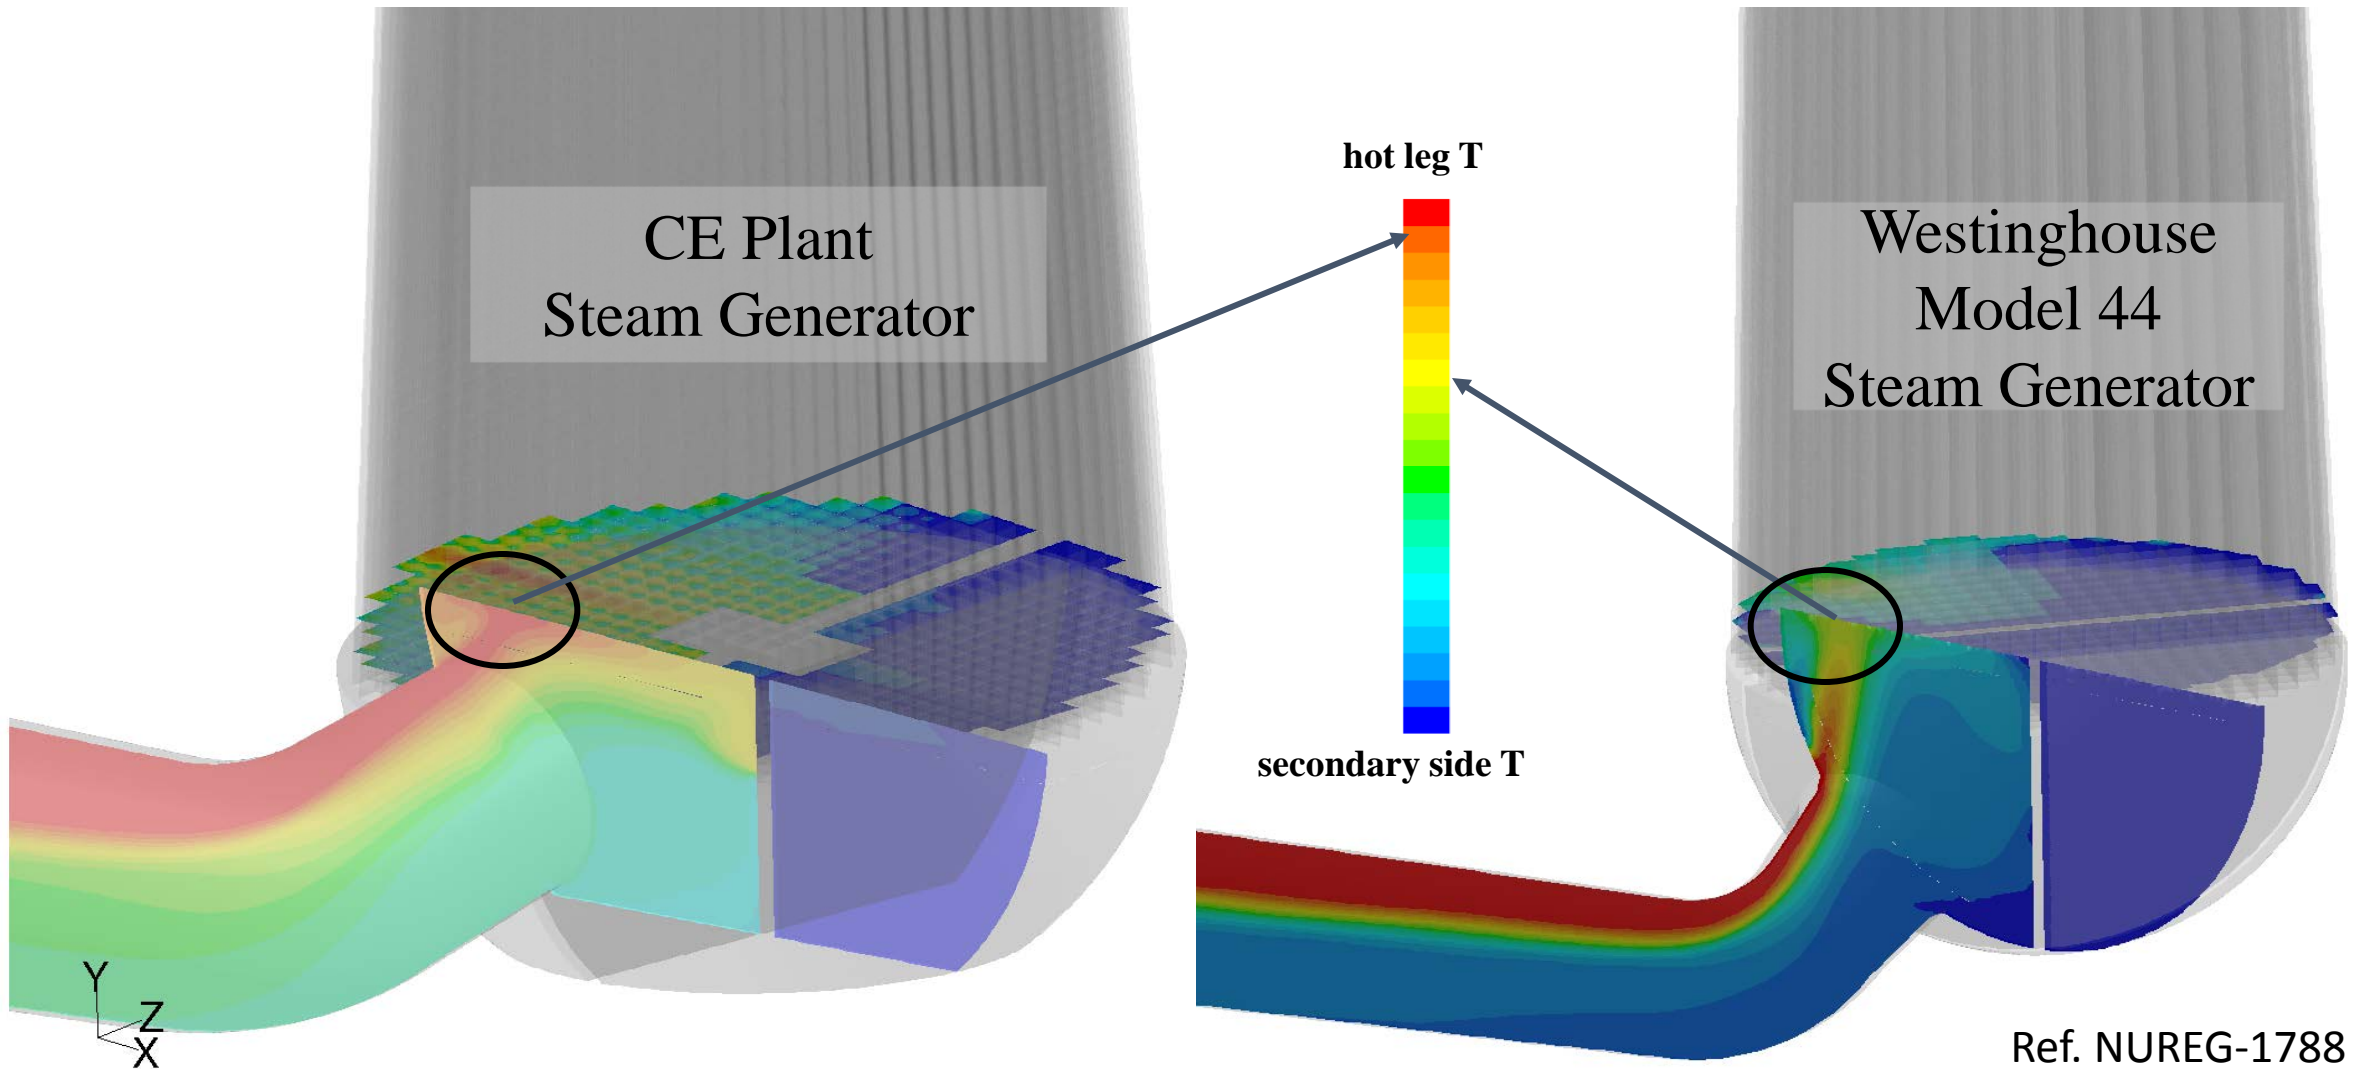 CE Plant
Steam Generator
hot leg T
secondary side T
Westinghouse
Model 44
Steam Generator
Y
Z
X
Ref. NUREG-1788